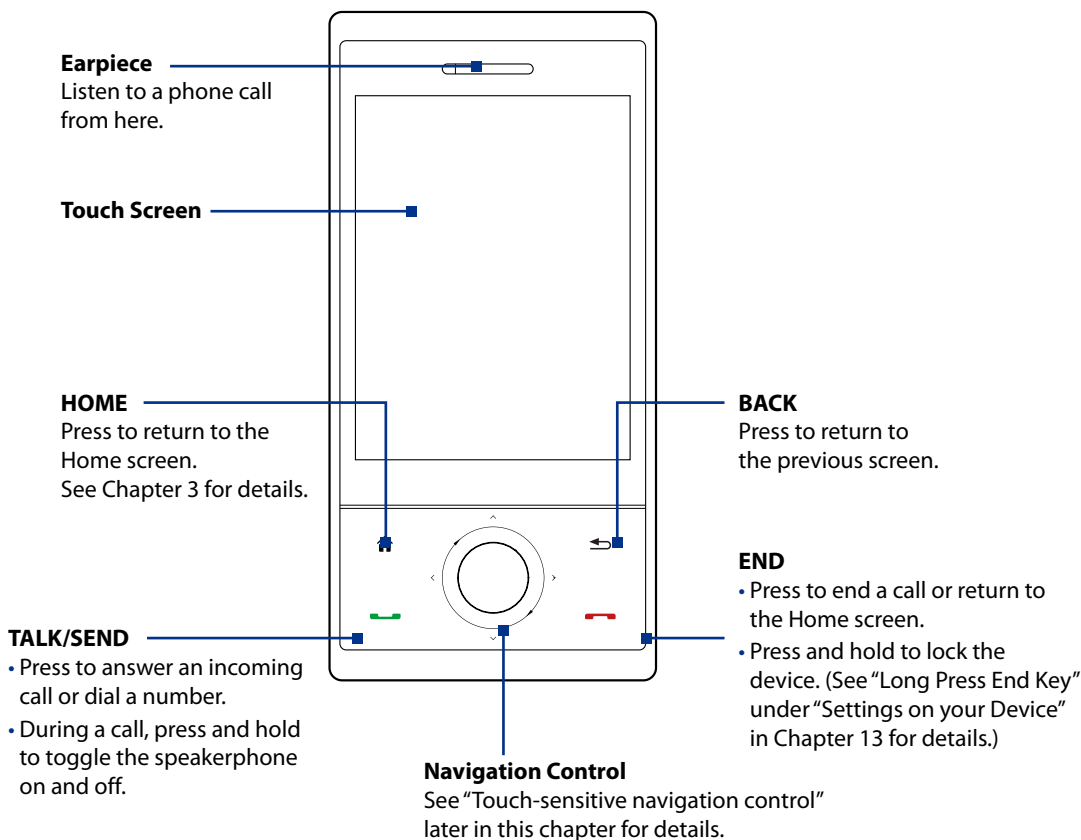 Earpiece
Listen to a phone call
from here.
Touch Screen
HOME
Press to return to the
Home screen.
See Chapter 3 for details.
BACK
Press to return to
the previous screen.
END
• Press to end a call or return to
the Home screen.
• Press and hold to lock the
device. (See “Long Press End Key”
under “Settings on your Device”
in Chapter 13 for details.)
TALK/SEND
• Press to answer an incoming
call or dial a number.
• During a call, press and hold
to toggle the speakerphone
on and off.
Navigation Control
See “Touch-sensitive navigation control”
later in this chapter for details.